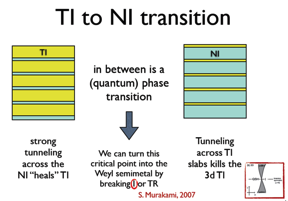 TI to NI transition
TI
NI
in between is a
(quantum) phase
transition
strong
tunneling
across the
NI “heals” TI
We can turn this
critical point into the
Weyl semimetal by
breaking I or TR
S. Murakami, 2007
Tunneling
across TI
slabs kills the
3d TI